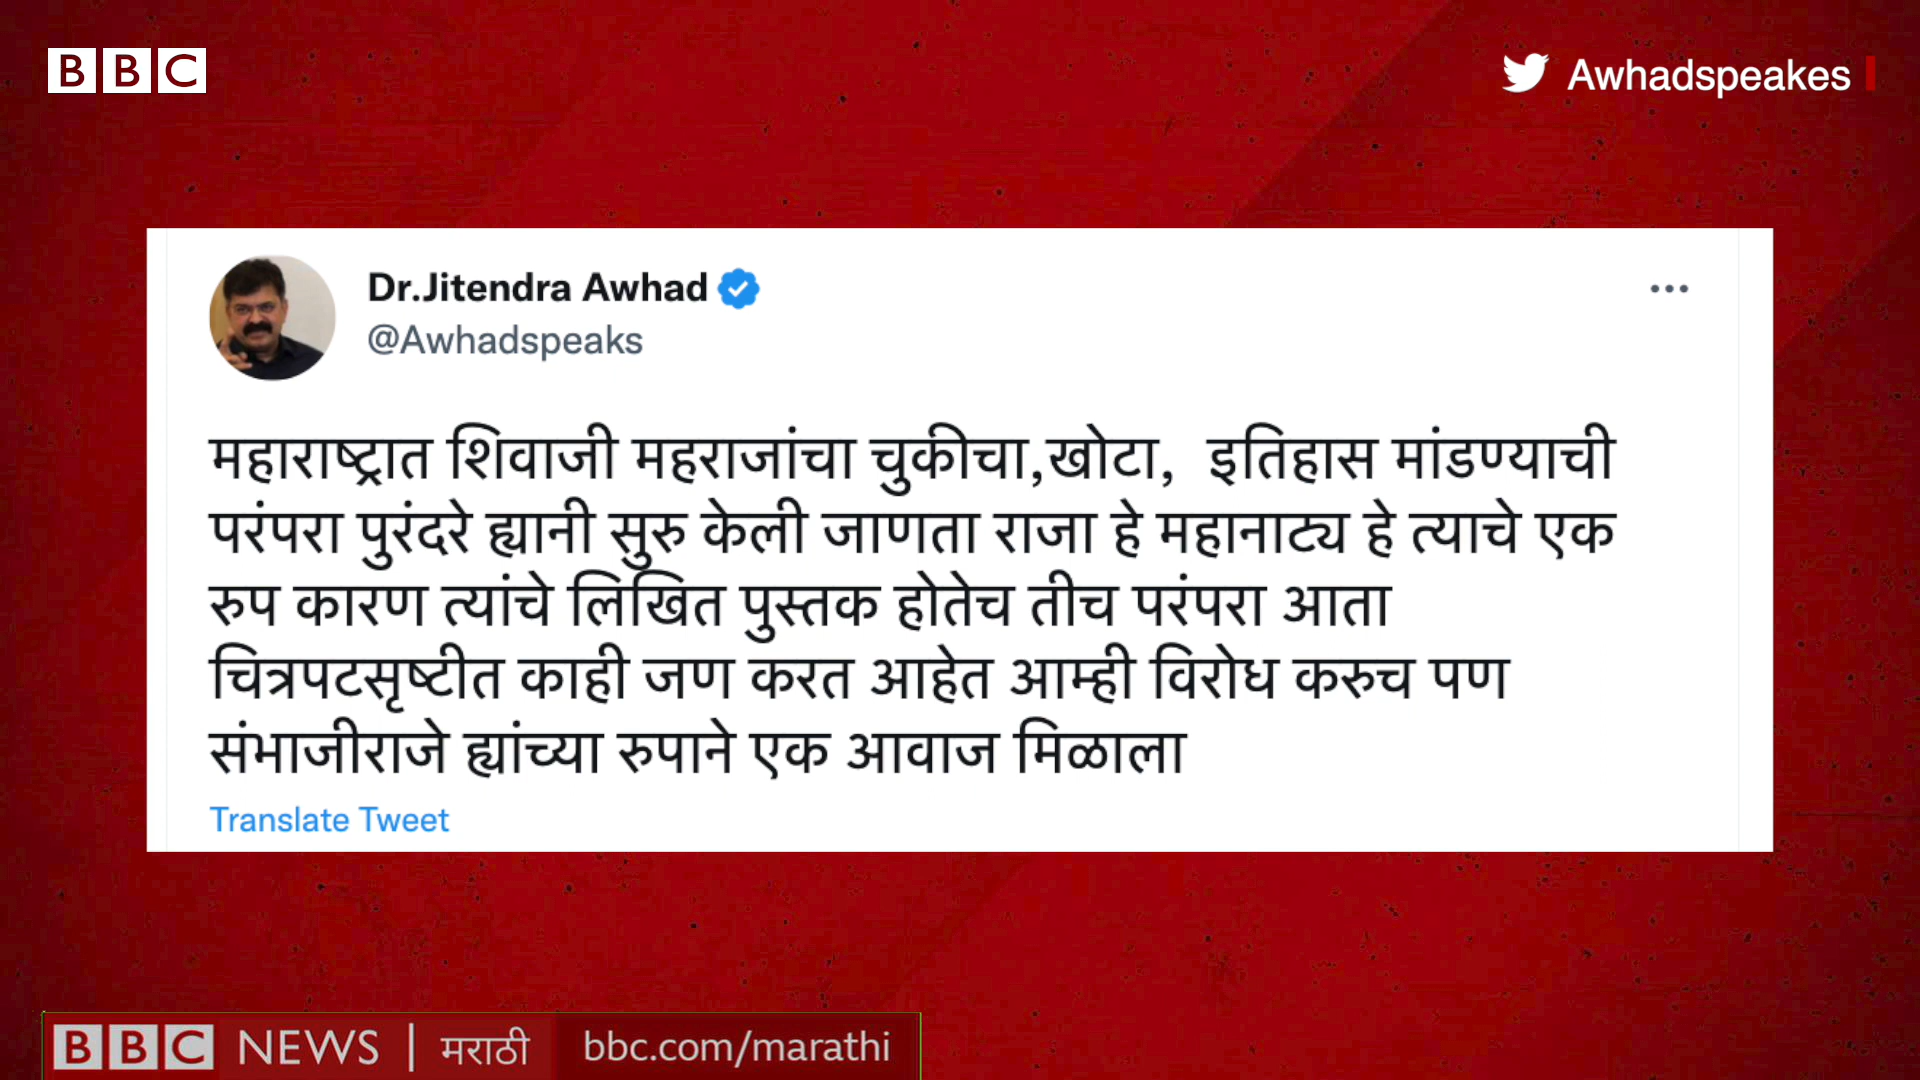 BBC
Awhadspeakes
Dr.Jitendra Awhad
@Awhadspeaks
महाराष्ट्रात शिवाजी महराजांचा चुकीचा,खोटा, इतिहास मांडण्याची
परंपरा पुरंदरे ह्यानी सुरु केली जाणता राजा हे महानाट्य हे त्याचे एक
रुप कारण त्यांचे लिखित पुस्तक होतेच तीच परंपरा आता
चित्रपटसृष्टीत काही जण करत आहेत आम्ही विरोध करुच पण
संभाजीराजे ह्यांच्या रुपाने एक आवाज मिळाला
Translate Tweet
BBC NEWS | मराठी bbc.com/marathi